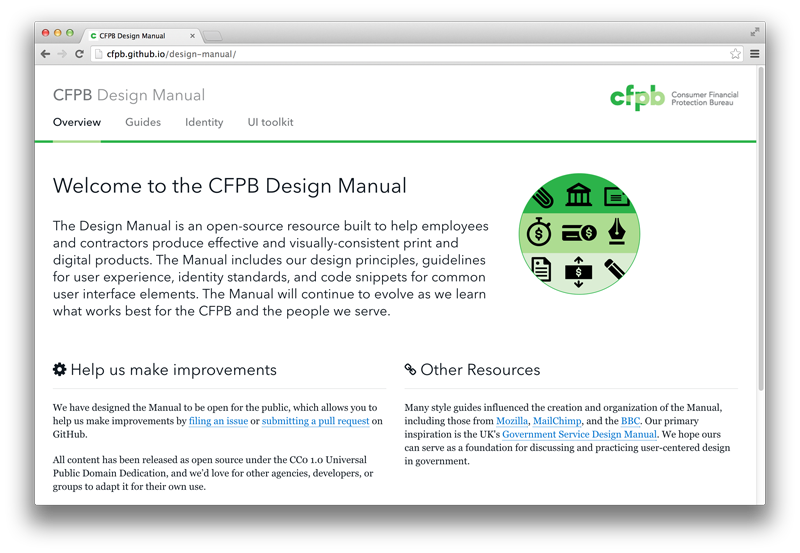 CFPB Design Manual
cfpb.github.io/design-manual/
CFPB Design Manual
cfpb Consumer Financial
Protection Bureau
Overview Guides Identity UI toolkit
Welcome to the CFPB Design Manual
The Design Manual is an open-source resource built to help employees
and contractors produce effective and visually-consistent print and
digital products. The Manual includes our design principles, guidelines
for user experience, identity standards, and code snippets for common
user interface elements. The Manual will continue to evolve as we learn
what works best for the CFPB and the people we serve.
$ $
$
Help us make improvements
We have designed the Manual to be open for the public, which allows you to
help us make improvements by filing an issue or submitting a pull request on
GitHub.
All content has been released as open source under the CC0 1.0 Universal
Public Domain Dedication, and we'd love for other agencies, developers, or
groups to adapt it for their own use.
Other Resources
Many style guides influenced the creation and organization of the Manual,
including those from Mozilla, MailChimp, and the BBC. Our primary
inspiration is the UK's Government Service Design Manual. We hope ours
can serve as a foundation for discussing and practicing user-centered design
in government.